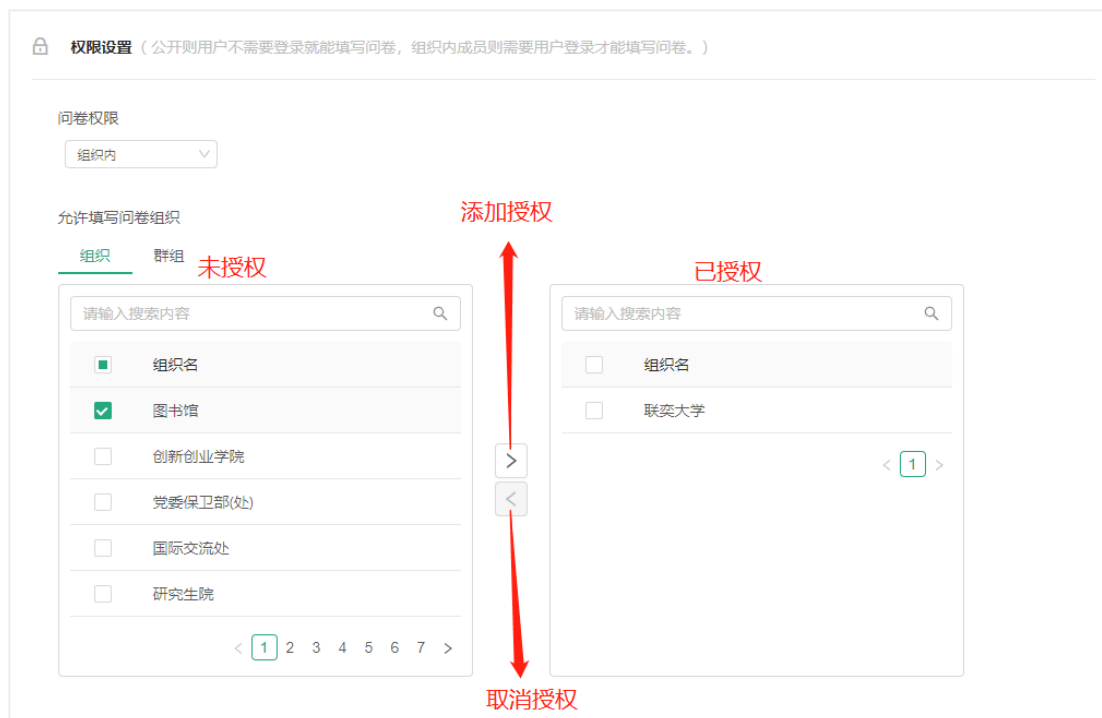 权限设置（公开则用户不需要登录就能填写问卷，组织内成员则需要用户登录才能填写问卷。）
问卷权限
组织内
允许填写问卷组织
添加授权
组织 群组
未授权
已授权
请输入搜索内容
组织名
图书馆
创新创业学院
党委保卫部(处)
国际交流处
研究生院
< 1 2 3 4 5 6 7 >
>
<
请输入搜索内容
组织名
联奕大学
< 1 >
取消授权